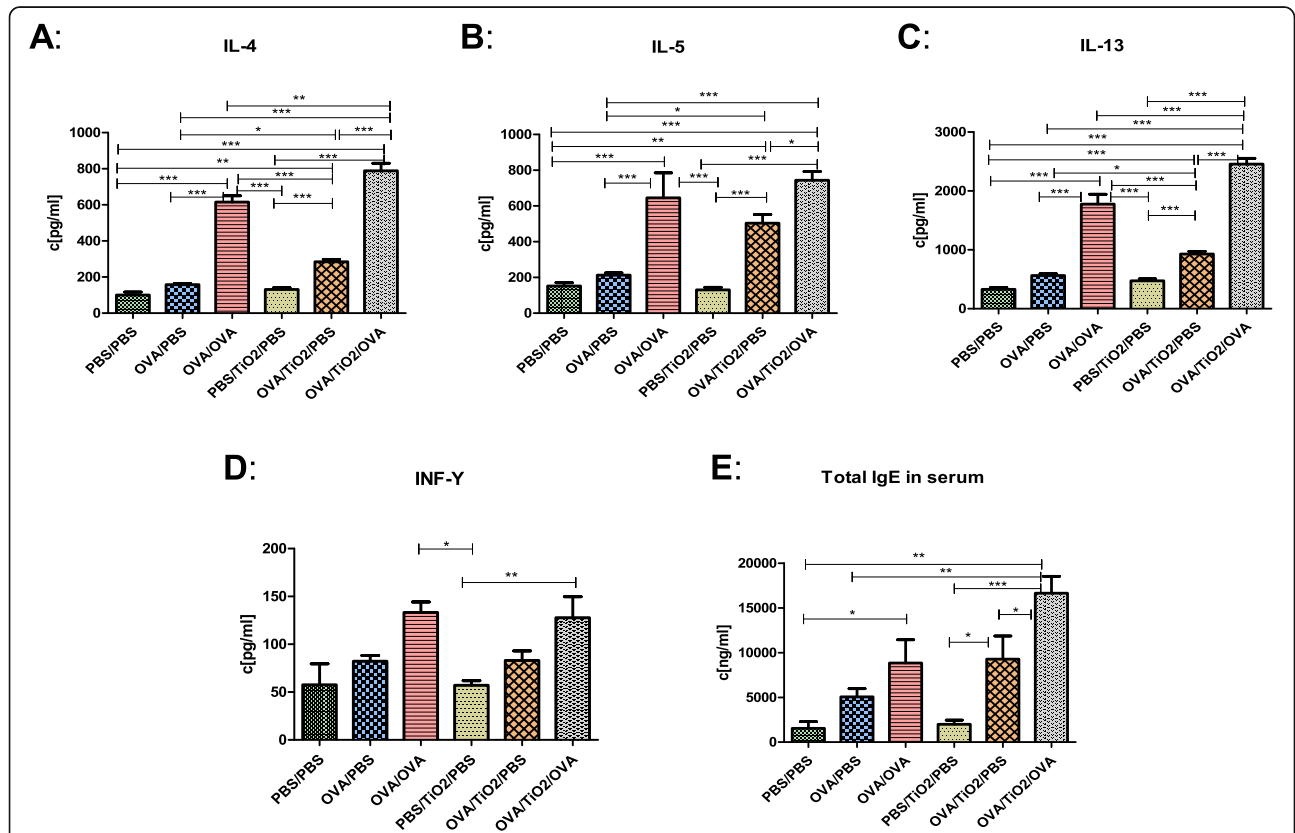 A:
IL-4
**
***
*
***
***
***
**
***
***
***
***
***
1000
800
600
400
200
0
c[pg/ml]
PBS/PBS
OVA/PBS
OVA/OVA
PBS/TiO2/PBS
OVA/TiO2/PBS
OVA/TiO2/OVA
B:
IL-5
***
*
***
**
*
***
***
***
***
***
1000
800
600
400
200
0
c[pg/ml]
PBS/PBS
OVA/PBS
OVA/OVA
PBS/TiO2/PBS
OVA/TiO2/PBS
OVA/TiO2/OVA
C:
IL-13
***
***
***
***
***
***
*
***
***
***
***
***
3000
2000
1000
0
c[pg/ml]
PBS/PBS
OVA/PBS
OVA/OVA
PBS/TiO2/PBS
OVA/TiO2/PBS
OVA/TiO2/OVA
D:
INF-Y
*
**
200
150
100
50
0
c[pg/ml]
PBS/PBS
OVA/PBS
OVA/OVA
PBS/TiO2/PBS
OVA/TiO2/PBS
OVA/TiO2/OVA
E:
Total IgE in serum
**
**
***
*
*
*
20000
15000
10000
5000
0
c[ng/ml]
PBS/PBS
OVA/PBS
OVA/OVA
PBS/TiO2/PBS
OVA/TiO2/PBS
OVA/TiO2/OVA